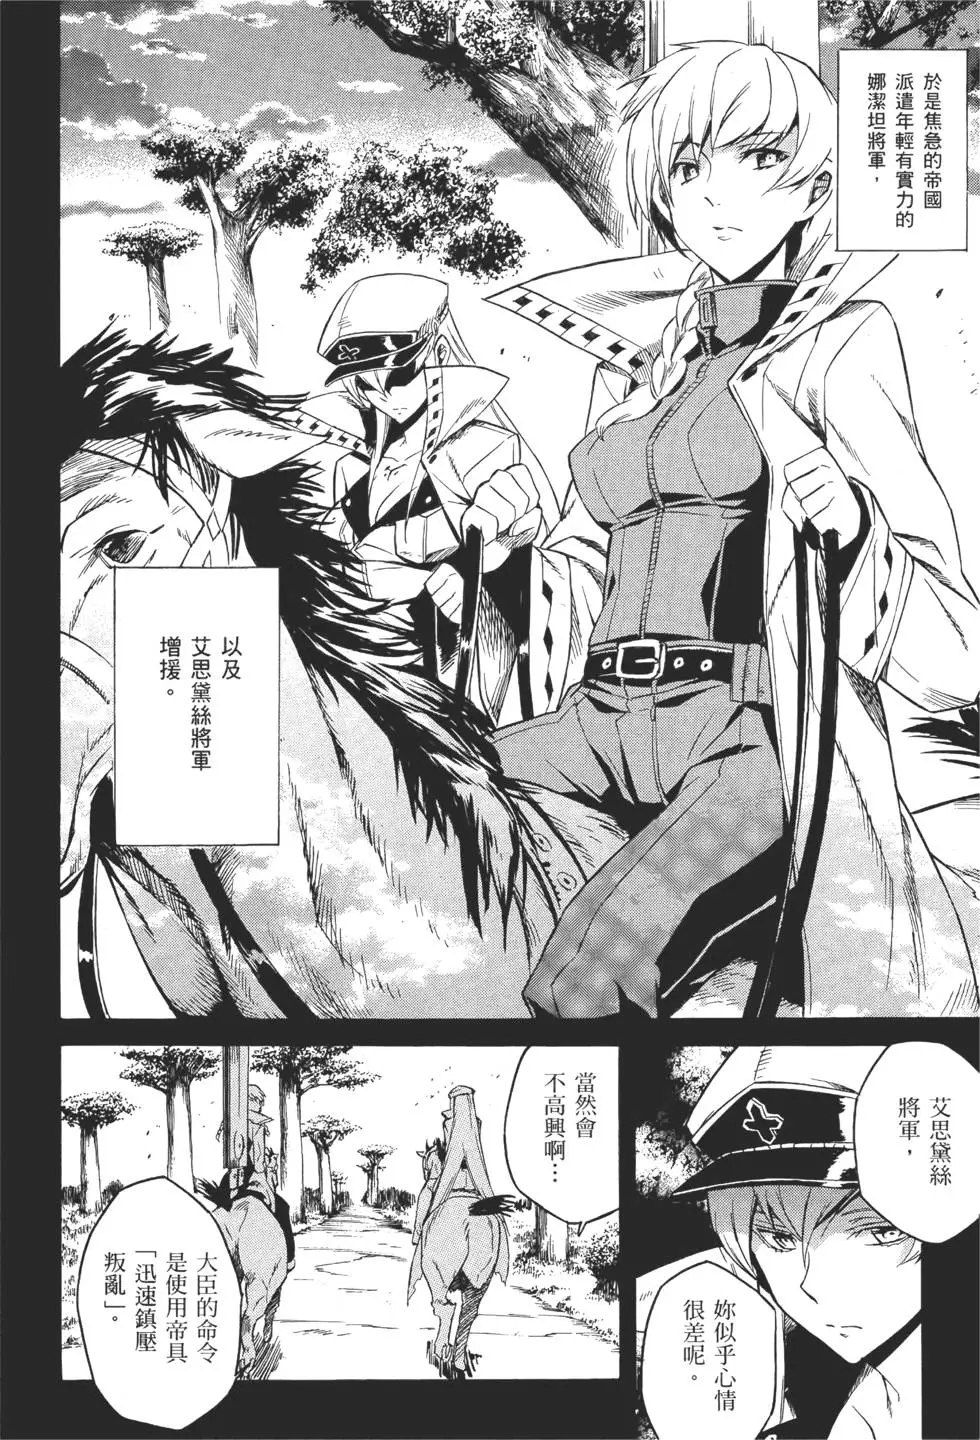 於是焦急的帝國
派遣年輕有實力的
娜潔坦將軍，
以及
艾思黛絲將軍
增援。
艾思黛絲
將軍，
妳似乎心情
很差呢。
當然會
不高興啊…
大臣的命令
是使用帝具
「迅速鎮壓
叛亂」。